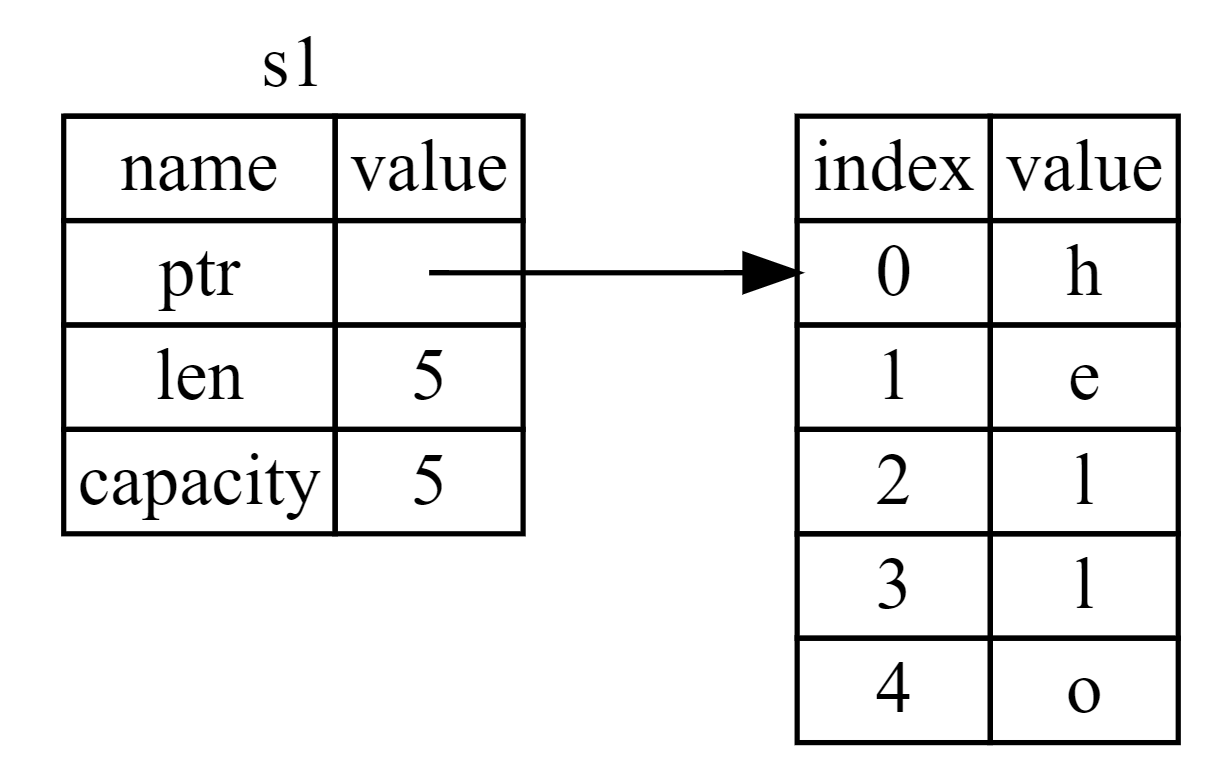 s1
name value
ptr
len 5
capacity 5
index value
0 h
1 e
2 l
3 l
4 o